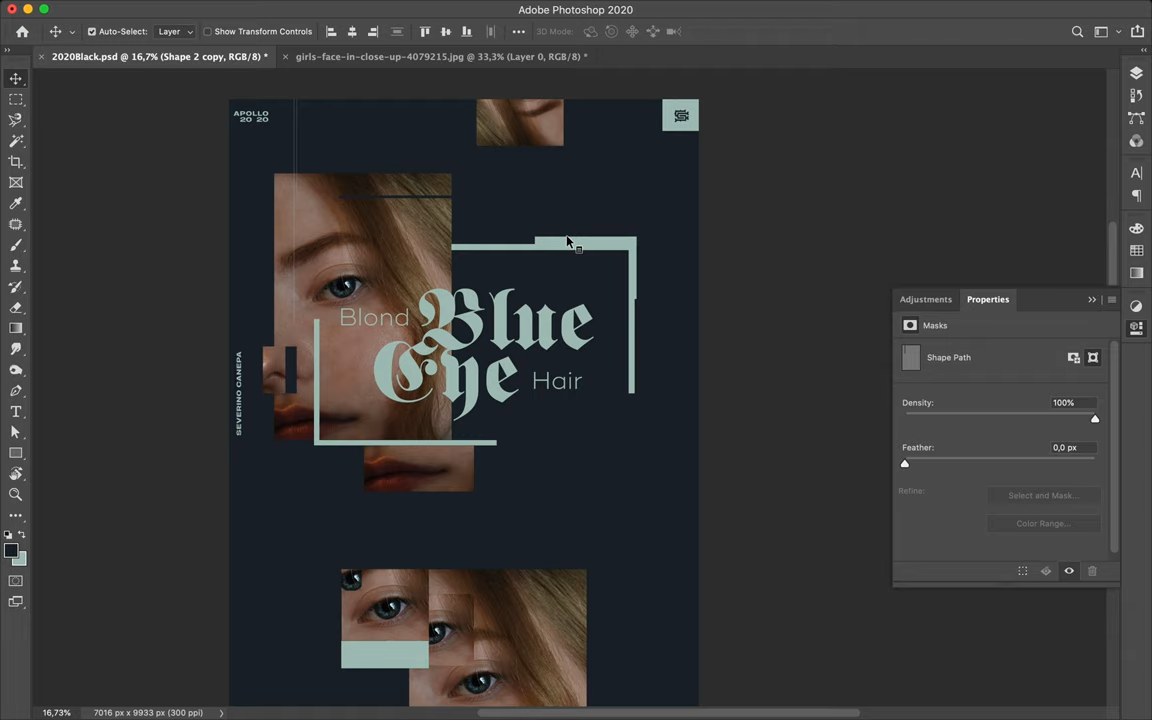 Adobe Photoshop 2020
Auto-Select:
Layer
Show Transform Controls
3D Mode:
2020Black.psd @ 16,7% (Shape 2 copy, RGB/8) *
girls-face-in-close-up-4079215.jpg @ 33,3% (Layer 0, RGB/8) *
APOLLO
20 20
Blond Blue
Eye Hair
SEVERINO CANEPA
Adjustments
Properties
Masks
Shape Path
Density:
100%
Feather:
0,0 px
Refine:
Select and Mask...
Color Range...
16,73%
7016 px x 9933 px (300 ppi)